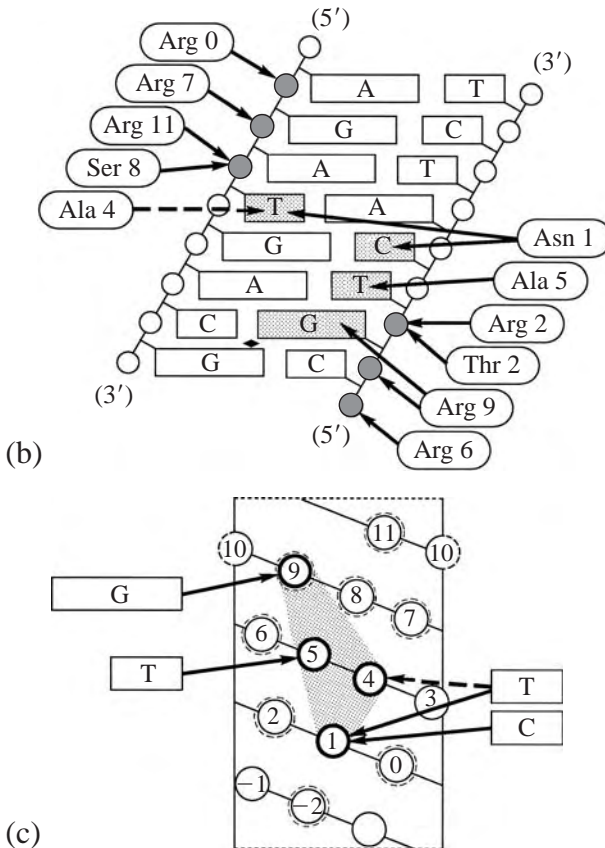 (5′)
Arg 0
(3′)
A T
Arg 7
G C
Arg 11
A T
Ser 8
T A
Ala 4
Asn 1
G C
Ala 5
A T
Arg 2
C G
Thr 2
G C
(3′)
Arg 9
(5′)
Arg 6
(b)
11
10 10
9
G
8
7
6
5
T
4
T
3
2
1
C
0
−1
−2
(c)